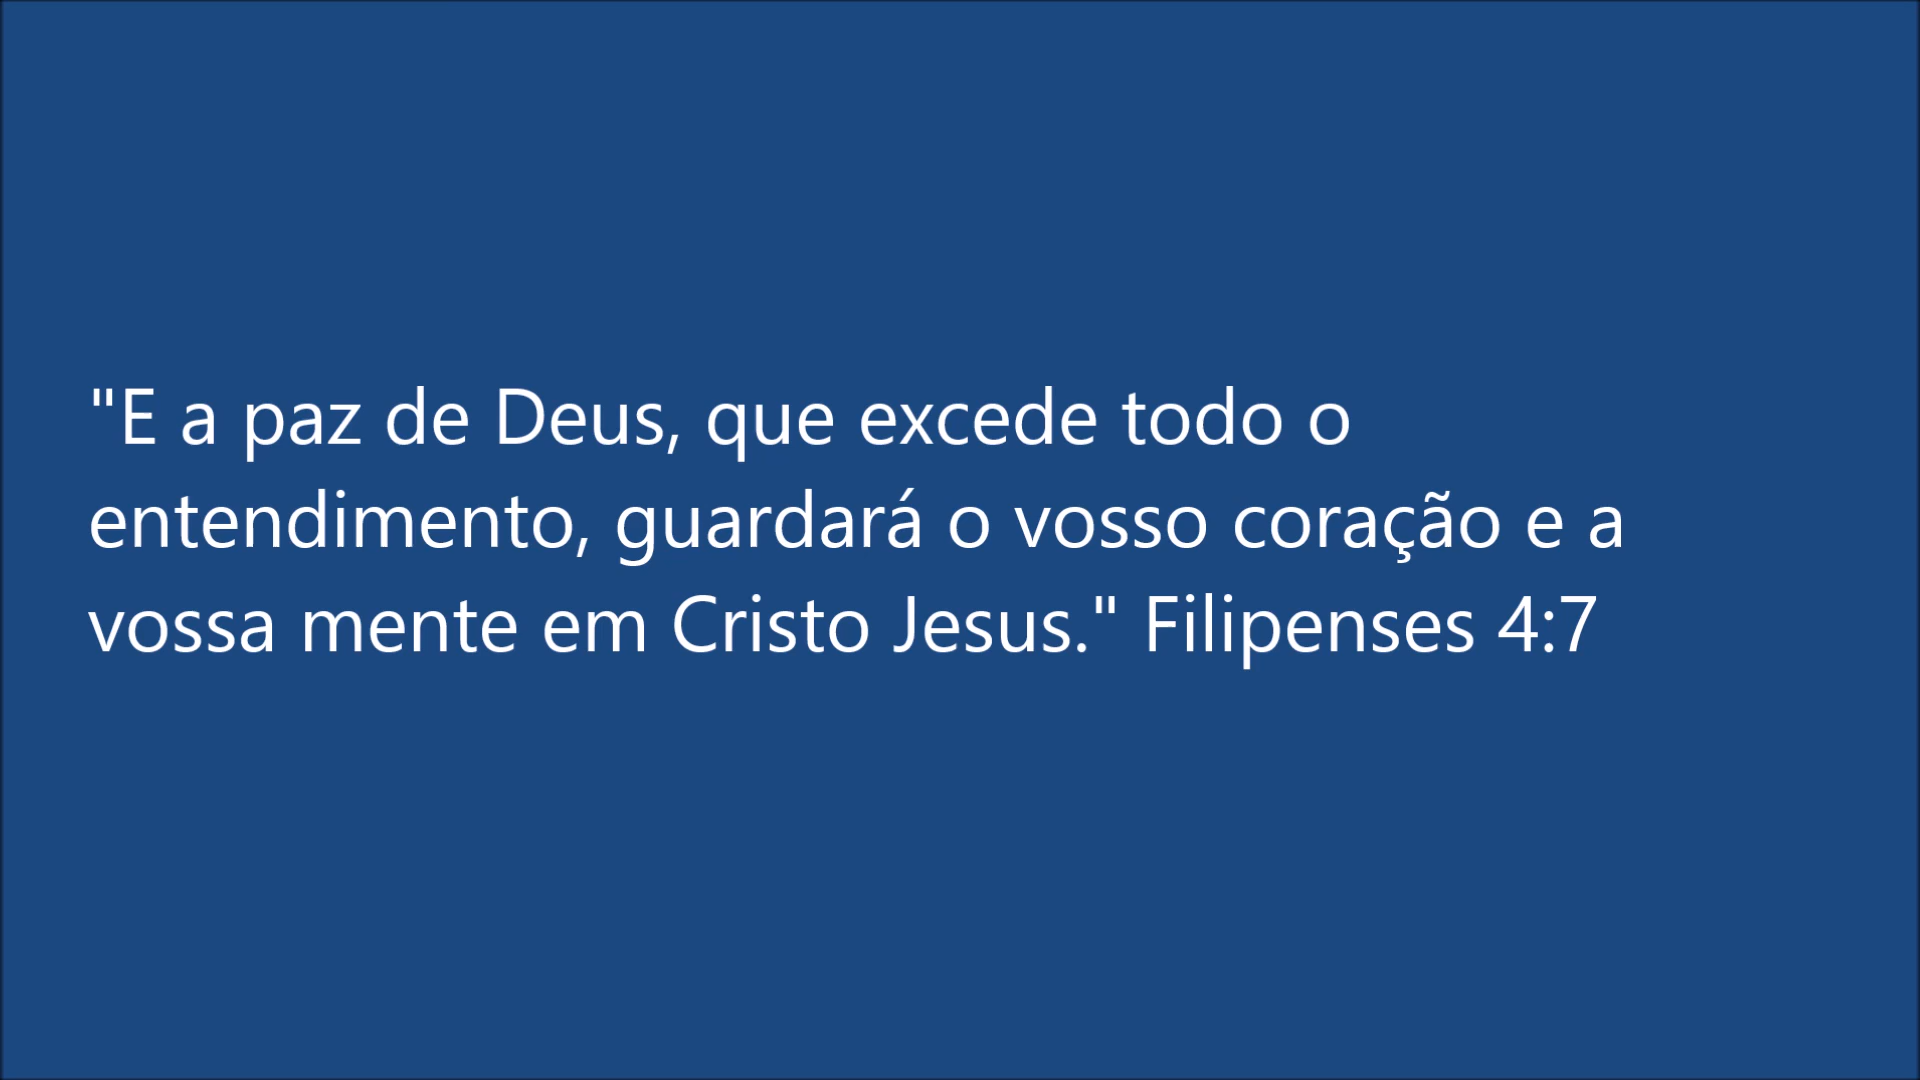 "E a paz de Deus, que excede todo o
entendimento, guardará o vosso coração e a
vossa mente em Cristo Jesus." Filipenses 4:7